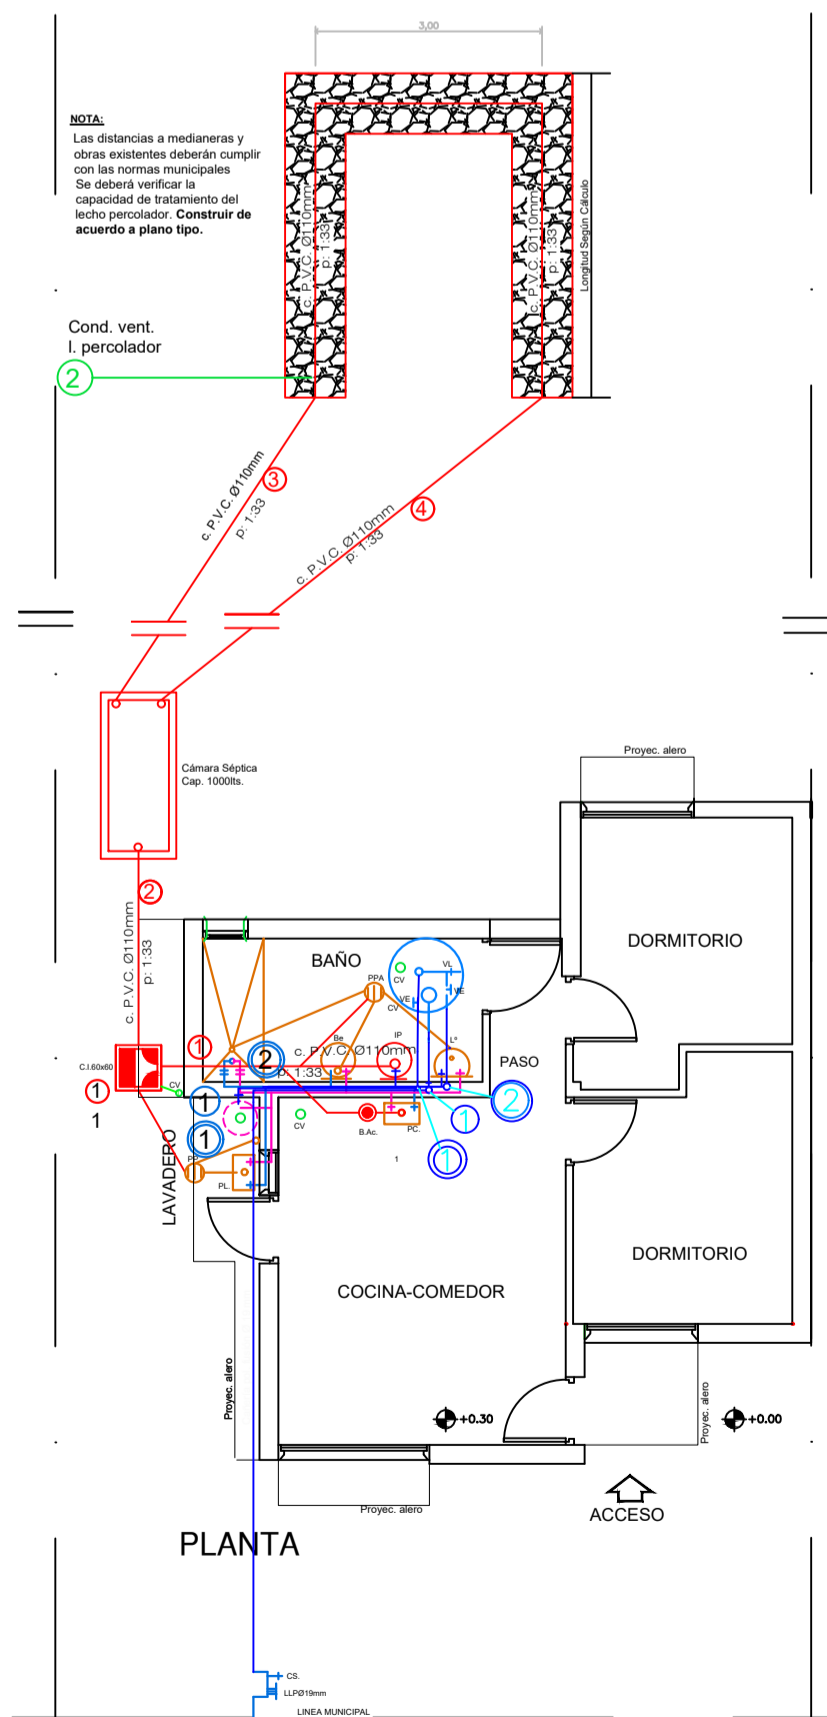 3,00
NOTA:
Las distancias a medianeras y
obras existentes deberán cumplir
con las normas municipales
Se deberá verificar la
capacidad de tratamiento del
lecho percolador. Construir de
acuerdo a plano tipo.
c. P.V.C. Ø110mm
p: 1:33
c. P.V.C. Ø110mm
p: 1:33
Longitud Según Cálculo
Cond. vent.
l. percolador
2
c. P.V.C. Ø110mm
p: 1:33
3
c. P.V.C. Ø110mm
p: 1:33
4
Cámara Séptica
Cap. 1000lts.
Proyec. alero
2
c. P.V.C. Ø110mm
p: 1:33
BAÑO
DORMITORIO
PPA
CV
VL
VE
VE
CV
Be
IP
Lº
1
2
c. P.V.C. Ø110mm
p: 1:33
PASO
C.I.60x60
CV
1
1
1
1
CV
B.Ac.
PC.
1
1
2
1
LAVADERO
PP
PL.
DORMITORIO
COCINA-COMEDOR
Proyec. alero
Proyec. alero
+0.30
+0.00
Proyec. alero
ACCESO
PLANTA
CS.
LLPØ19mm
LINEA MUNICIPAL